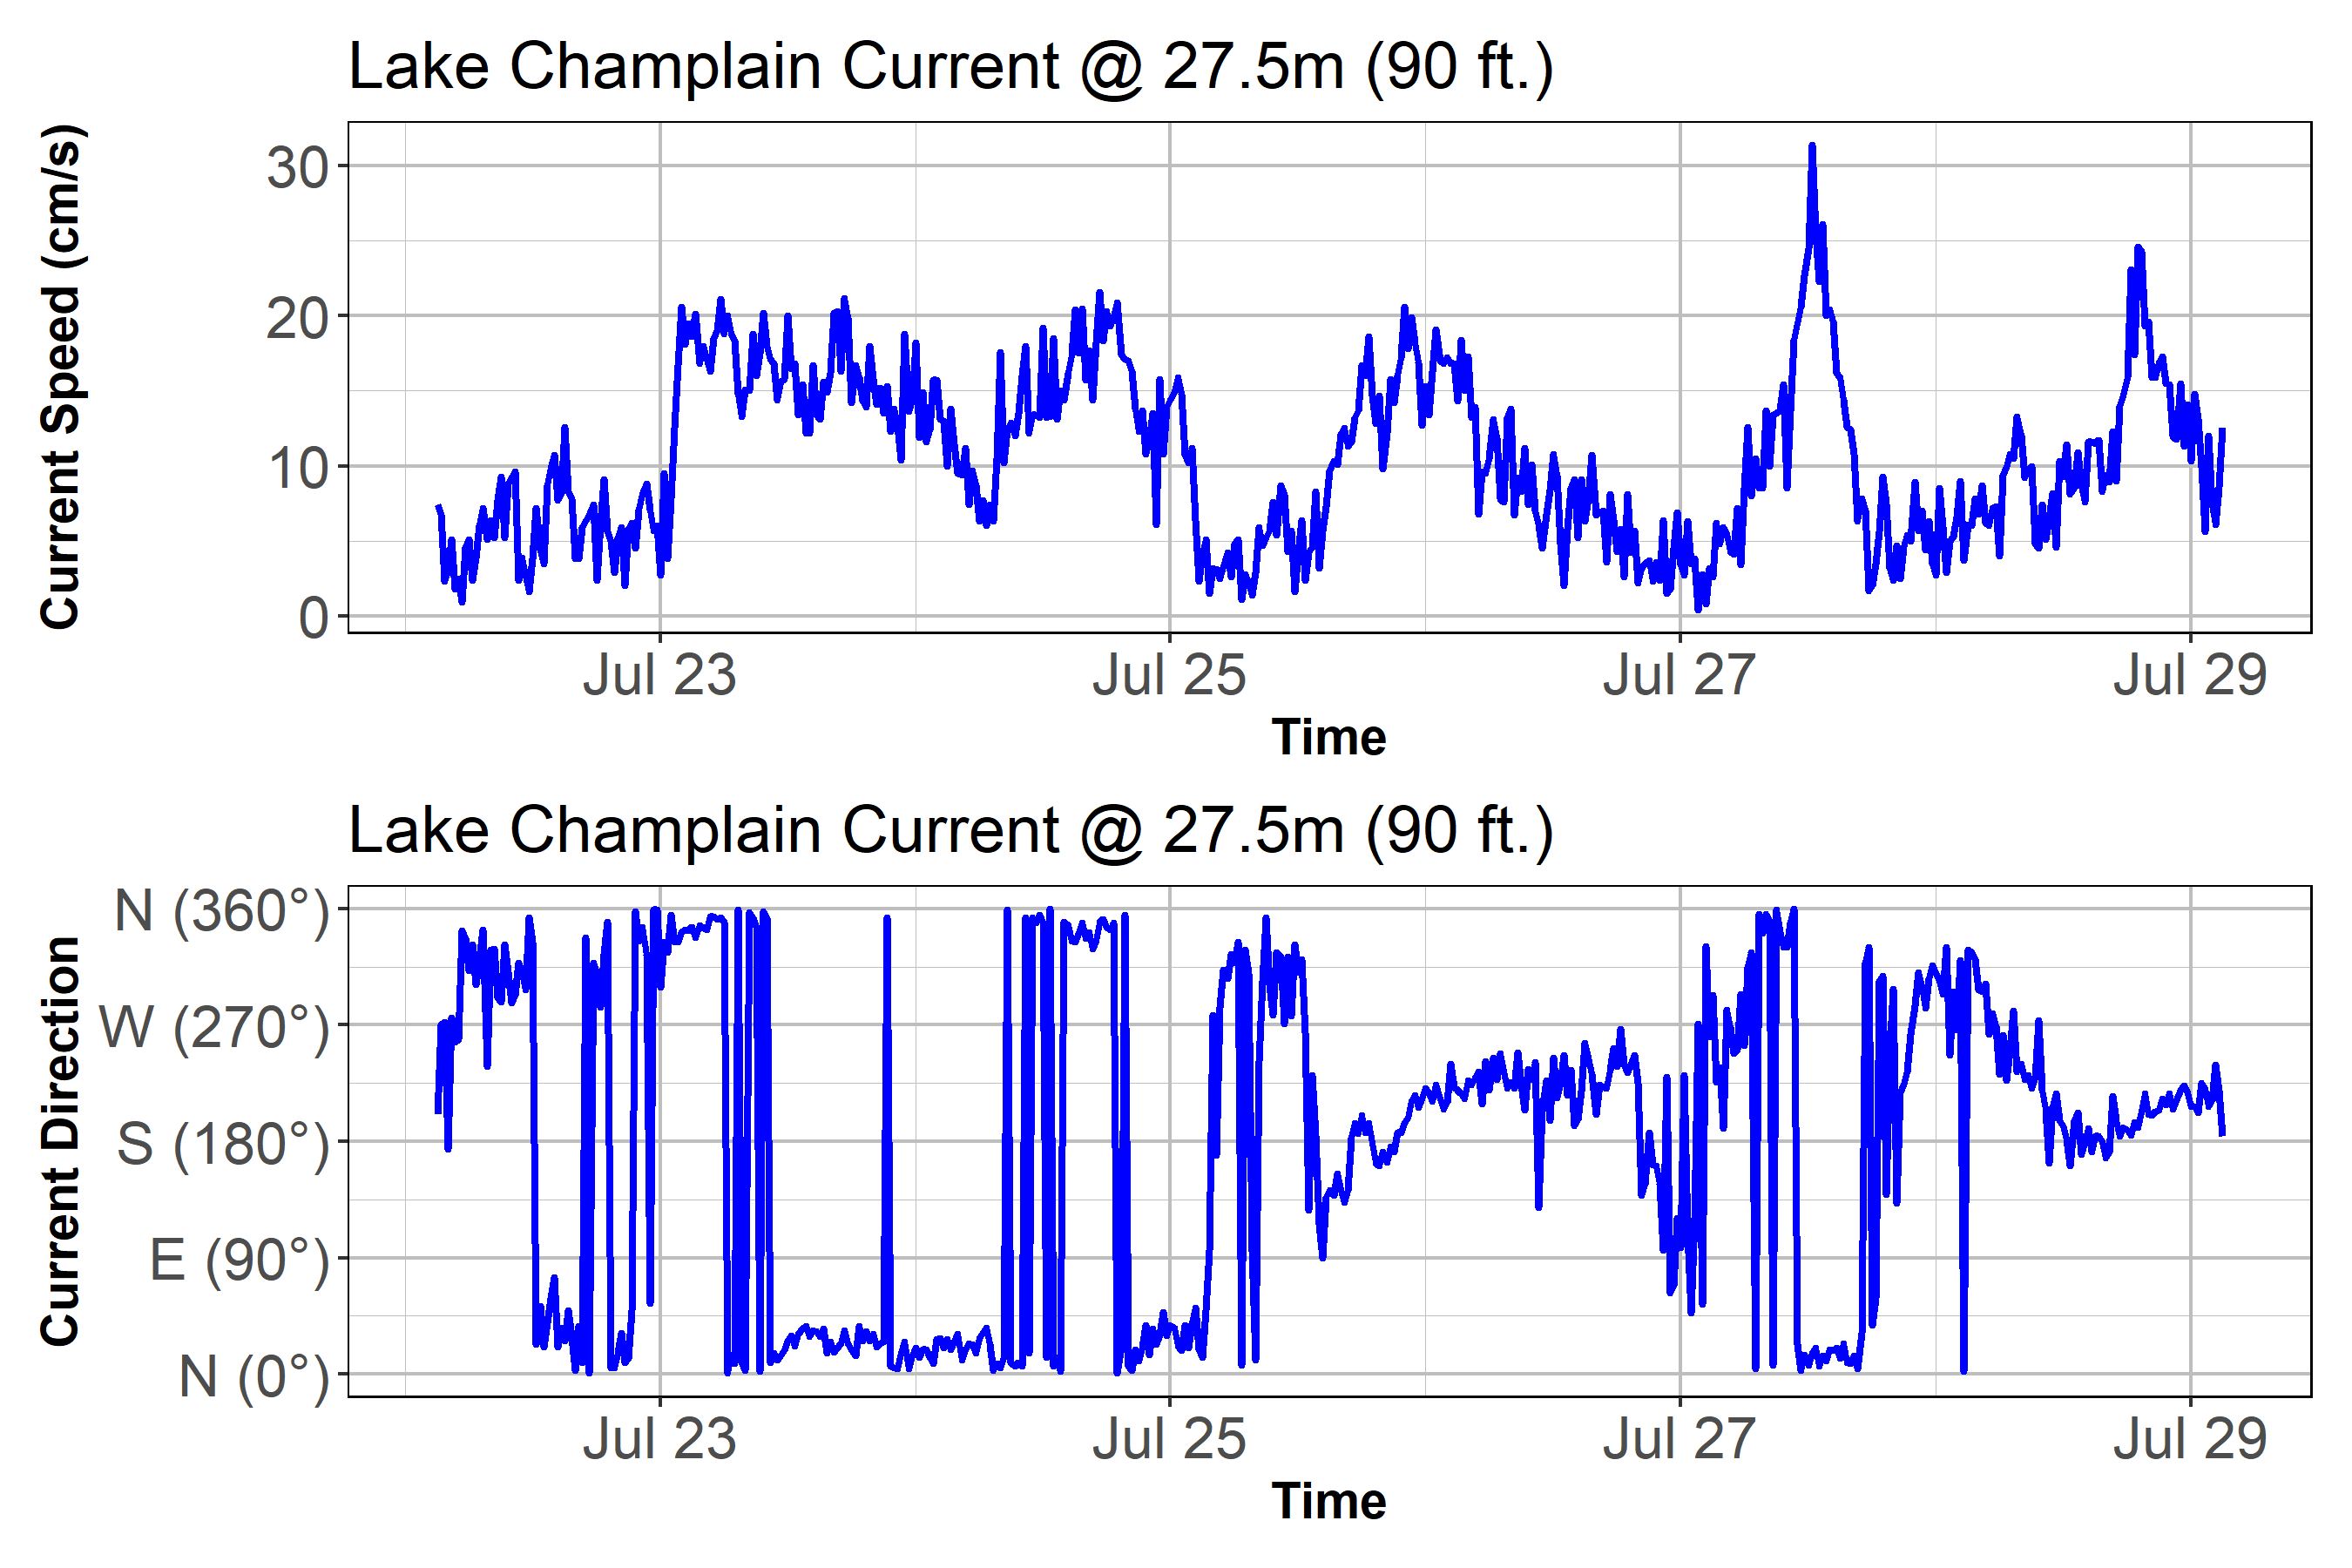 Lake Champlain Current @ 27.5m (90 ft.)
Current Speed (cm/s)
30
20
10
0
Jul 23 Jul 25 Jul 27 Jul 29
Time
Lake Champlain Current @ 27.5m (90 ft.)
Current Direction
N (360°)
W (270°)
S (180°)
E (90°)
N (0°)
Jul 23 Jul 25 Jul 27 Jul 29
Time